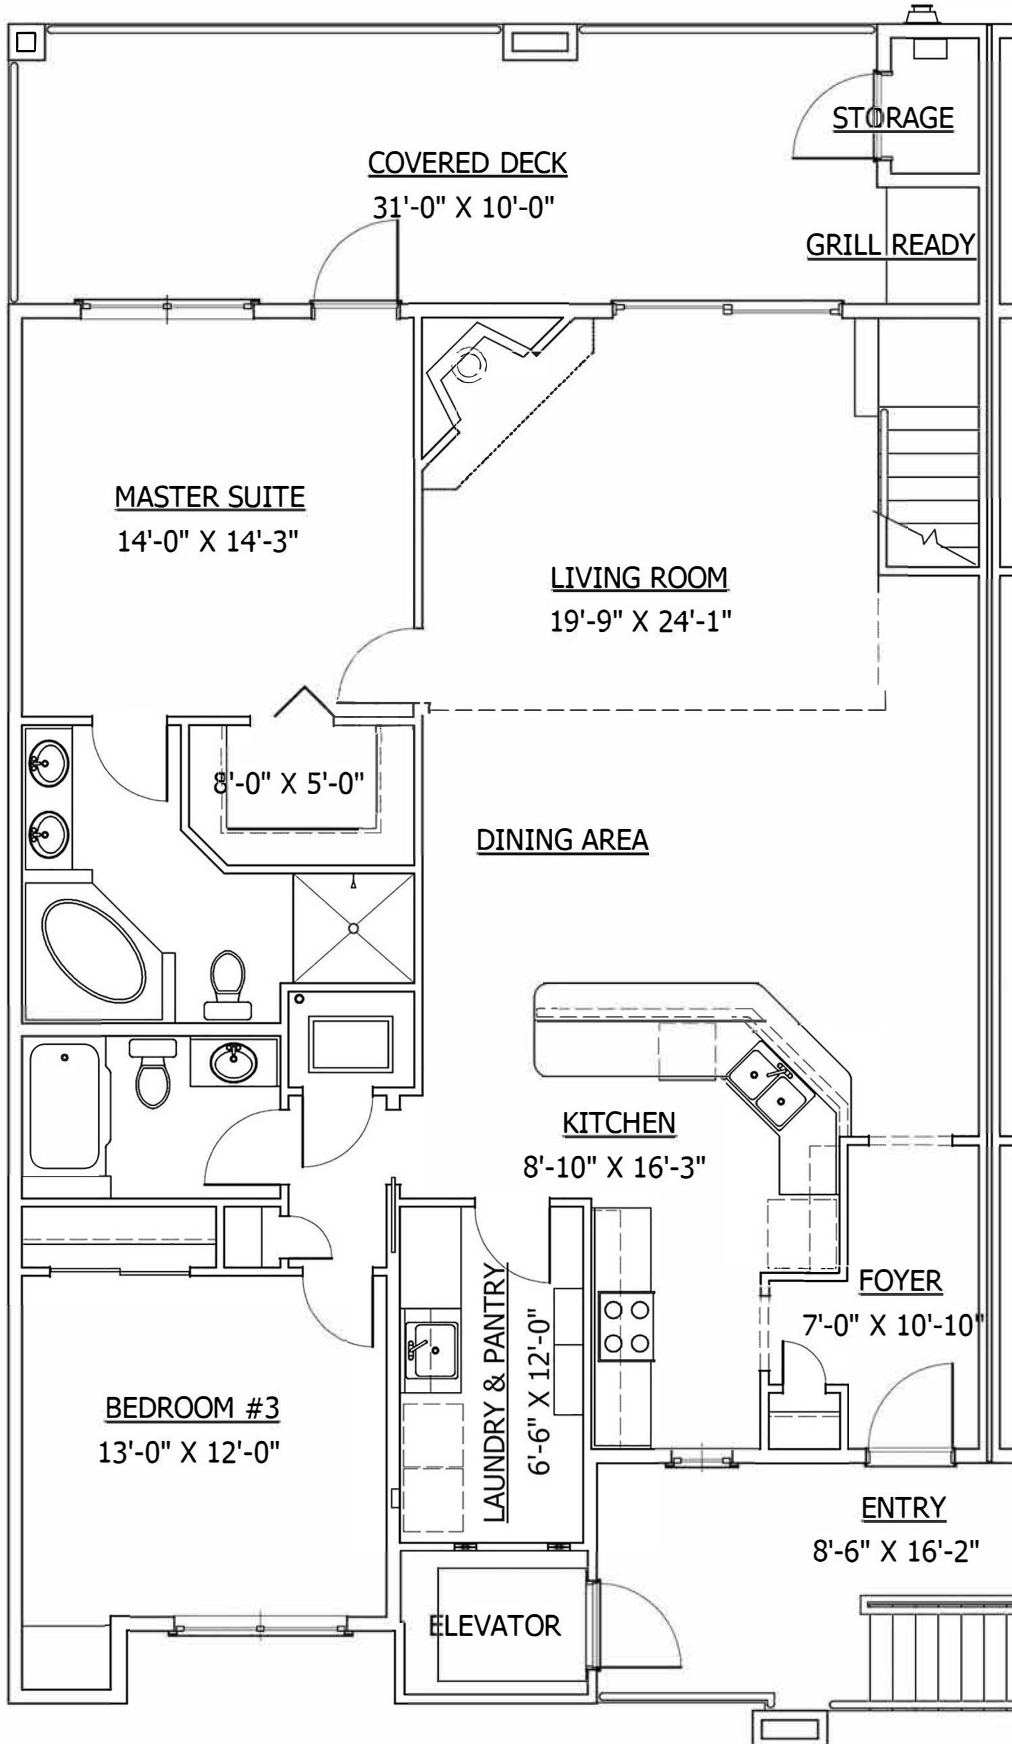 STORAGE
COVERED DECK
31'-0" X 10'-0"
GRILL READY
MASTER SUITE
14'-0" X 14'-3"
LIVING ROOM
19'-9" X 24'-1"
8'-0" X 5'-0"
DINING AREA
KITCHEN
8'-10" X 16'-3"
FOYER
7'-0" X 10'-10"
LAUNDRY & PANTRY
6'-6" X 12'-0"
BEDROOM #3
13'-0" X 12'-0"
ENTRY
8'-6" X 16'-2"
ELEVATOR